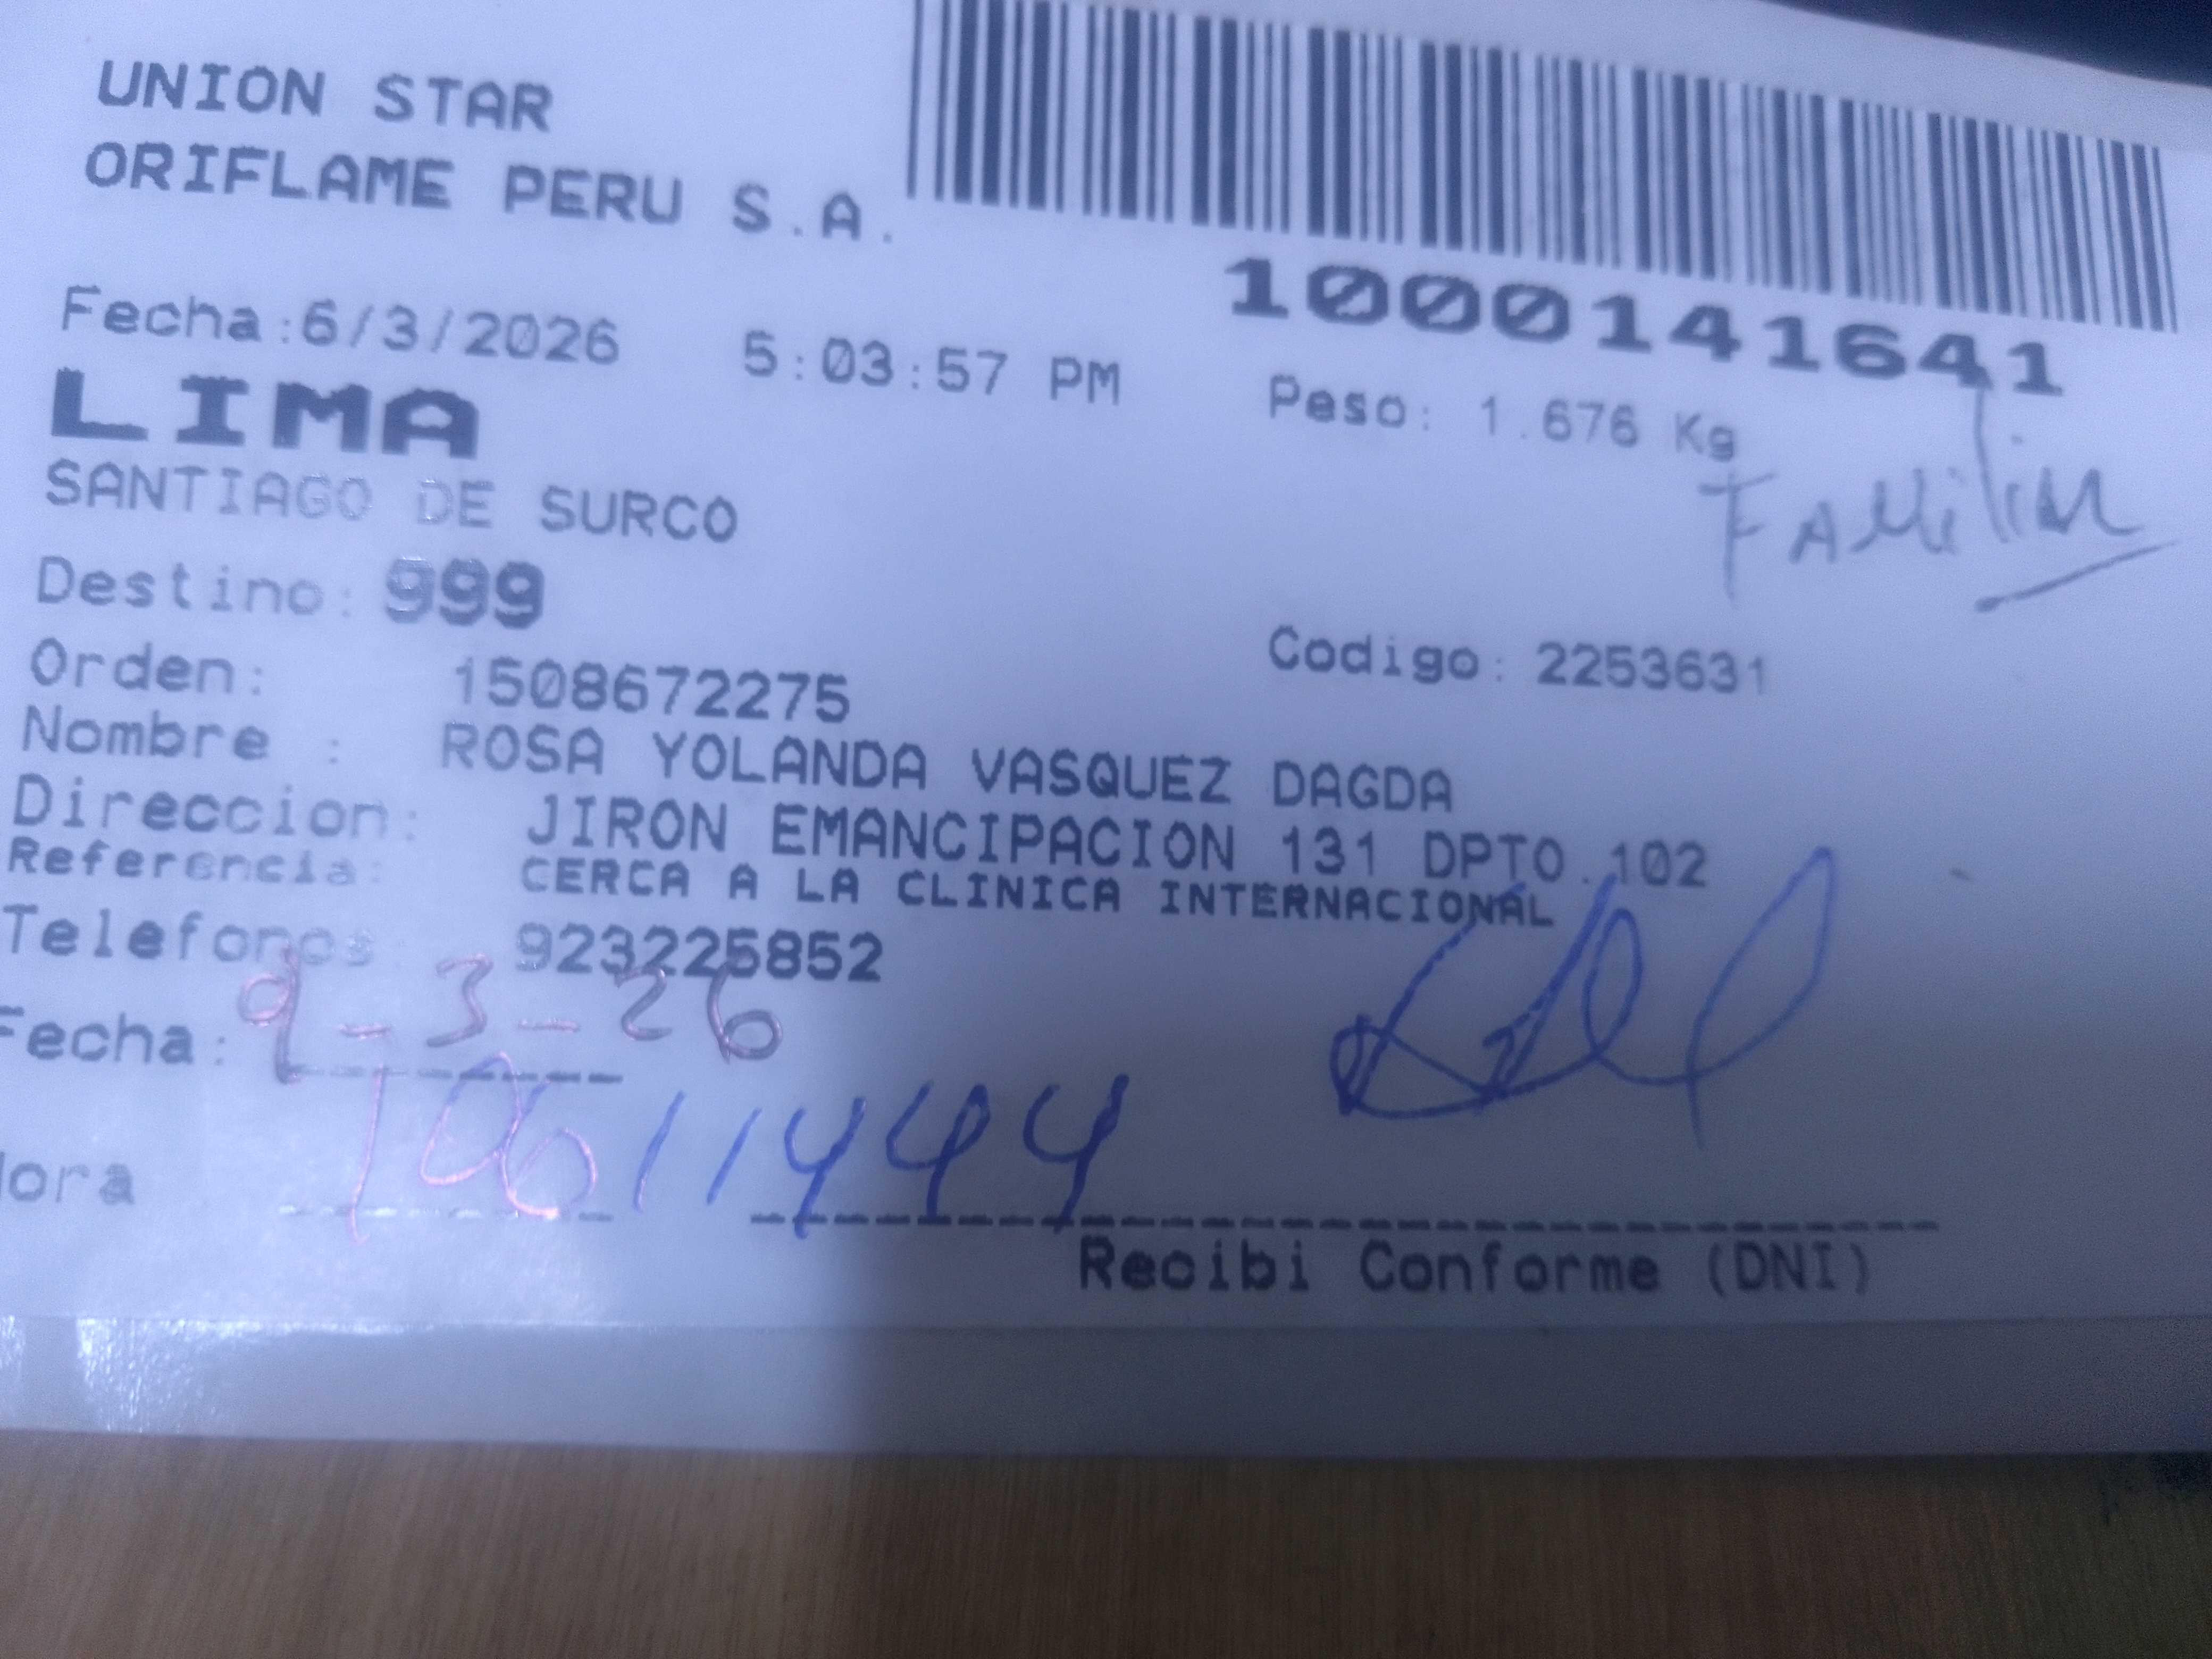 UNION STAR
ORIFLAME PERU S.A.
1000141641
Fecha:6/3/2026 5:03:57 PM
Peso: 1.676 Kg
LIMA
FAMiliAR
SANTIAGO DE SURCO
Destino: 999
Orden: 1508672275
Codigo: 2253631
Nombre : ROSA YOLANDA VASQUEZ DAGDA
Direccion: JIRON EMANCIPACION 131 DPTO.102
Referencia: CERCA A LA CLINICA INTERNACIONAL
Telefonos 923225852
Fecha: 9-3-26
ora
10611444
Recibi Conforme (DNI)